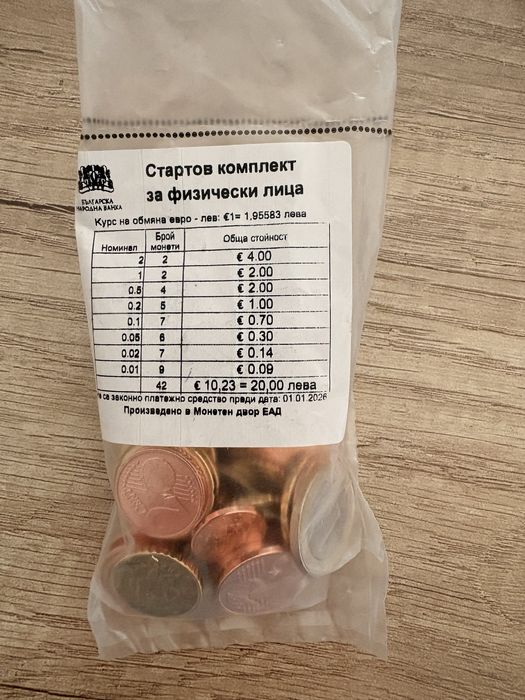 Стартов комплект
за физически лица
БЪЛГАРСКА
НАРОДНА БАНКА
Курс на обмяна евро - лев: €1= 1,95583 лева
Номинал Брой монети Обща стойност
2 2 € 4.00
1 2 € 2.00
0.5 4 € 2.00
0.2 5 € 1.00
0.1 7 € 0.70
0.05 6 € 0.30
0.02 7 € 0.14
0.01 9 € 0.09
42 € 10,23 = 20,00 лева
са законно платежно средство преди дата: 01.01.2026
Произведено в Монетен двор ЕАД